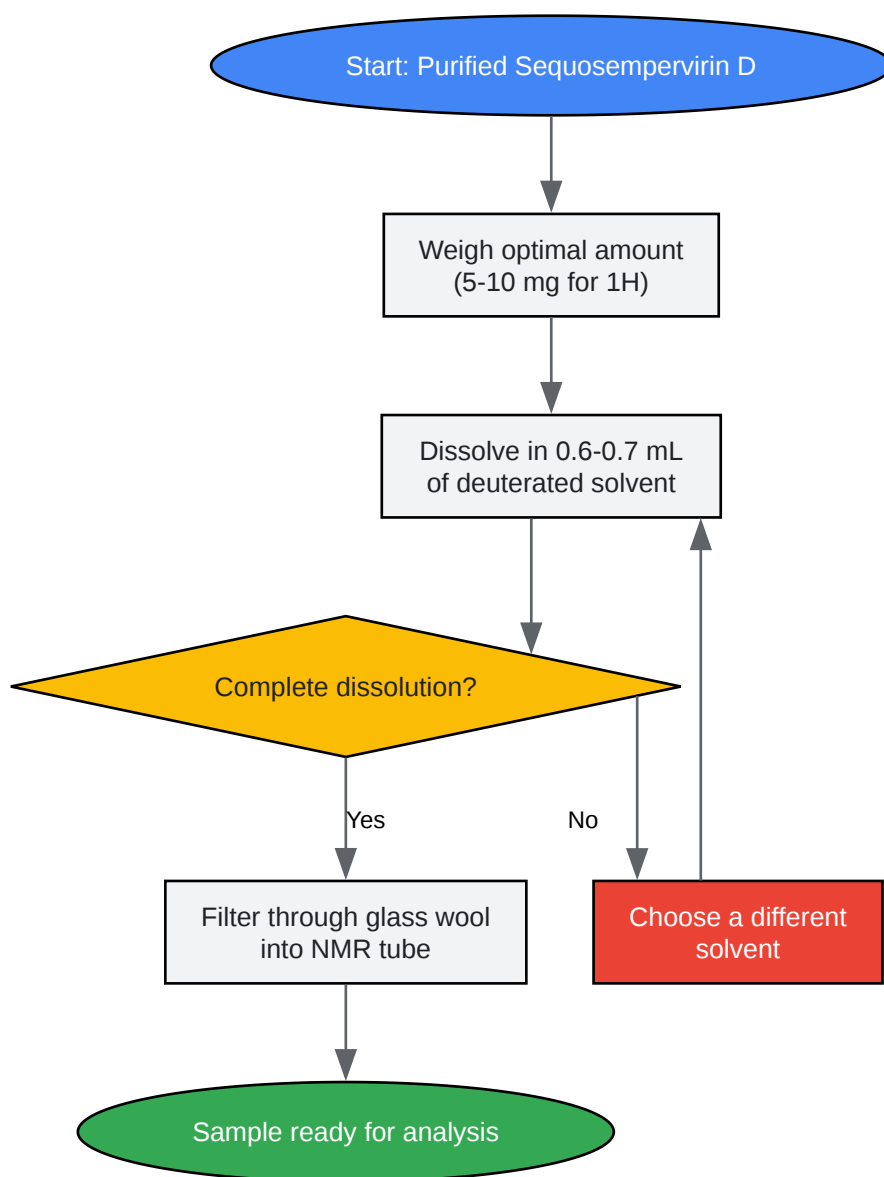 Start: Purified Sequosempervirin D
Weigh optimal amount
(5-10 mg for 1H)
Dissolve in 0.6-0.7 mL
of deuterated solvent
Complete dissolution?
Yes
No
Filter through glass wool
into NMR tube
Choose a different
solvent
Sample ready for analysis